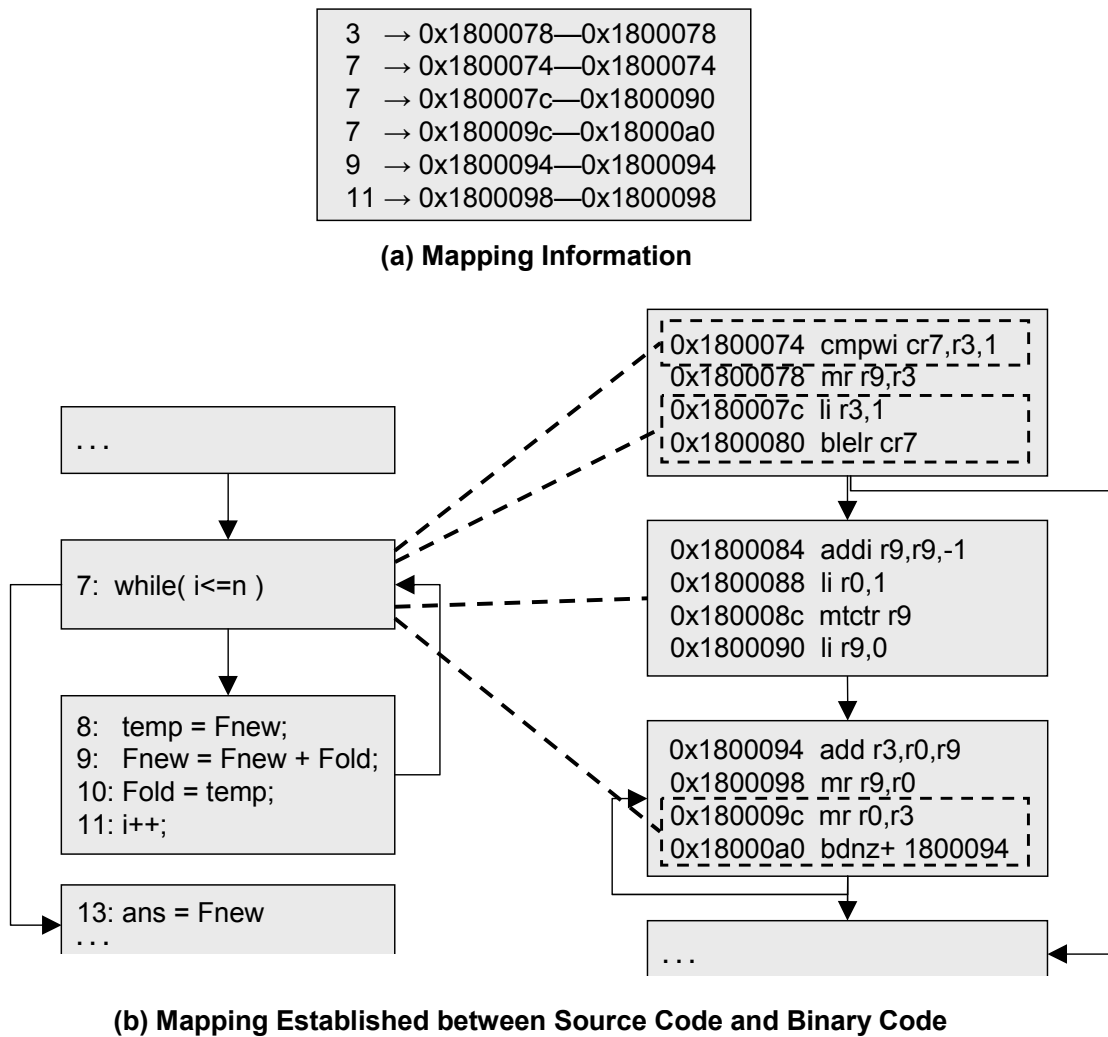 3 → 0x1800078—0x1800078
7 → 0x1800074—0x1800074
7 → 0x180007c—0x1800090
7 → 0x180009c—0x18000a0
9 → 0x1800094—0x1800094
11 → 0x1800098—0x1800098
(a) Mapping Information
. . .
7: while( i<=n )
8: temp = Fnew;
9: Fnew = Fnew + Fold;
10: Fold = temp;
11: i++;
13: ans = Fnew
. . .
0x1800074 cmpwi cr7,r3,1
0x1800078 mr r9,r3
0x180007c li r3,1
0x1800080 blelr cr7
0x1800084 addi r9,r9,-1
0x1800088 li r0,1
0x180008c mtctr r9
0x1800090 li r9,0
0x1800094 add r3,r0,r9
0x1800098 mr r9,r0
0x180009c mr r0,r3
0x18000a0 bdnz+ 1800094
. . .
(b) Mapping Established between Source Code and Binary Code